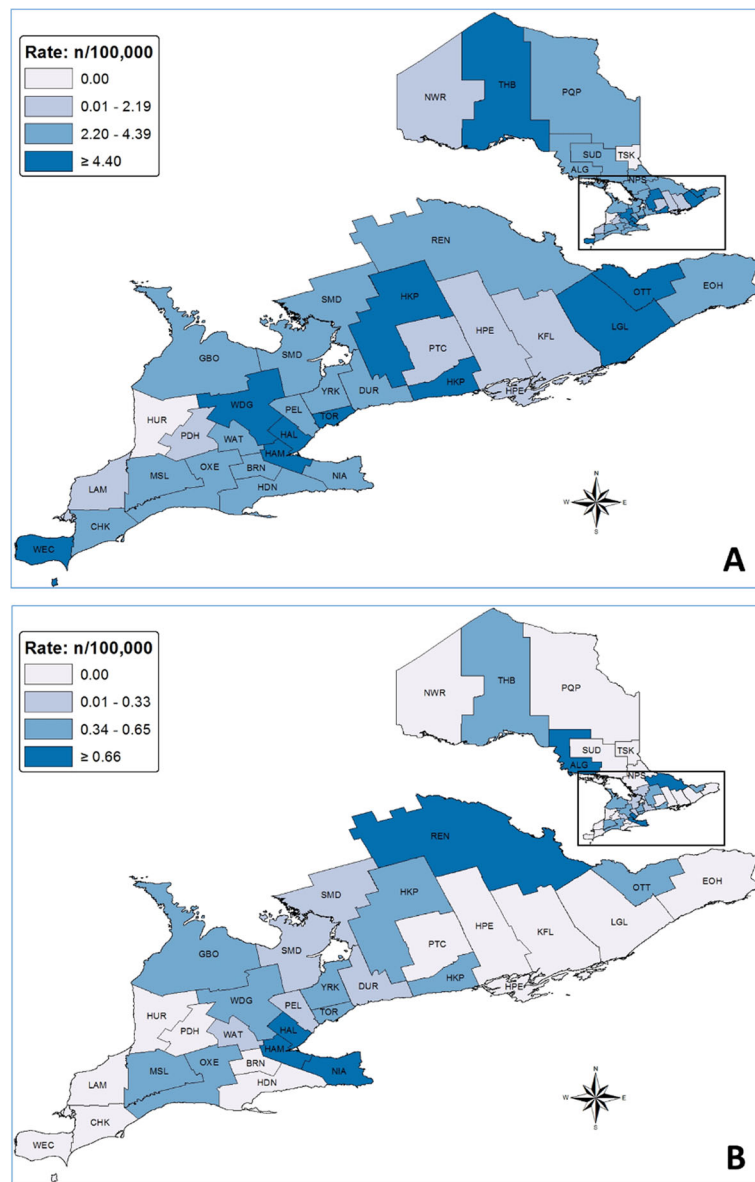 Rate: n/100,000
0.00
0.01 - 2.19
2.20 - 4.39
≥ 4.40
NWR
THB
PQP
SUD
TSK
ALG
NPS
REN
SMD
HKP
OTT
EOH
GBO
SMD
HPE
KFL
LGL
PTC
YRK
DUR
HKP
HPE
WDG
PEL
TOR
HUR
PDH
HAL
WAT
HAM
LAM
MSL
OXE
BRN
NIA
HDN
CHK
WEC
N
W
E
S
A
Rate: n/100,000
0.00
0.01 - 0.33
0.34 - 0.65
≥ 0.66
NWR
THB
PQP
SUD
TSK
ALG
NPS
REN
SMD
HKP
OTT
EOH
GBO
SMD
HPE
KFL
LGL
PTC
YRK
DUR
HKP
HPE
WDG
PEL
TOR
HUR
PDH
HAL
WAT
HAM
LAM
MSL
OXE
BRN
NIA
HDN
CHK
WEC
N
W
E
S
B